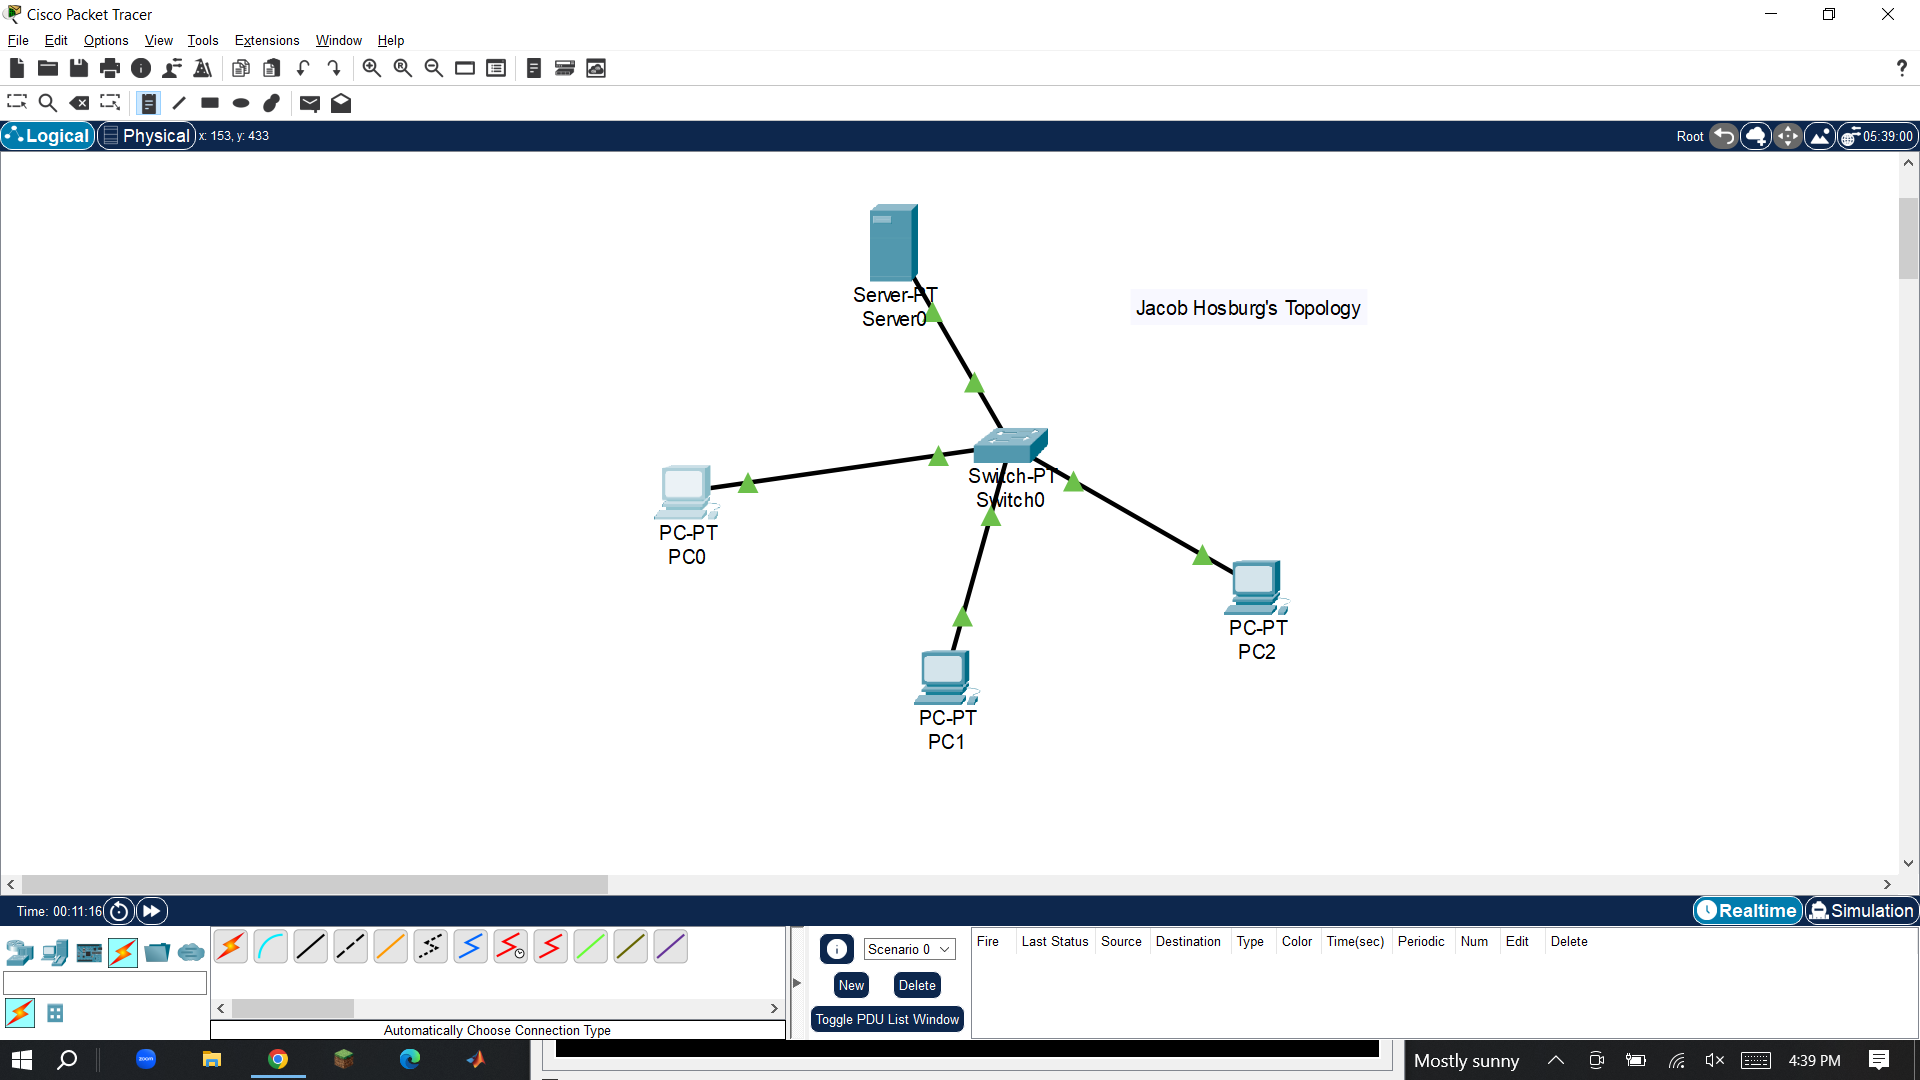 Cisco Packet Tracer
File Edit Options View Tools Extensions Window Help
?
Logical Physical x: 153, y: 433 Root 05:39:00
Server-PT
Server0
Jacob Hosburg's Topology
Switch-PT
Switch0
PC-PT
PC0
PC-PT
PC2
PC-PT
PC1
Time: 00:11:16 Realtime Simulation
Scenario 0
New Delete
Toggle PDU List Window
Fire Last Status Source Destination Type Color Time(sec) Periodic Num Edit Delete
Automatically Choose Connection Type
zoom
Mostly sunny 4:39 PM